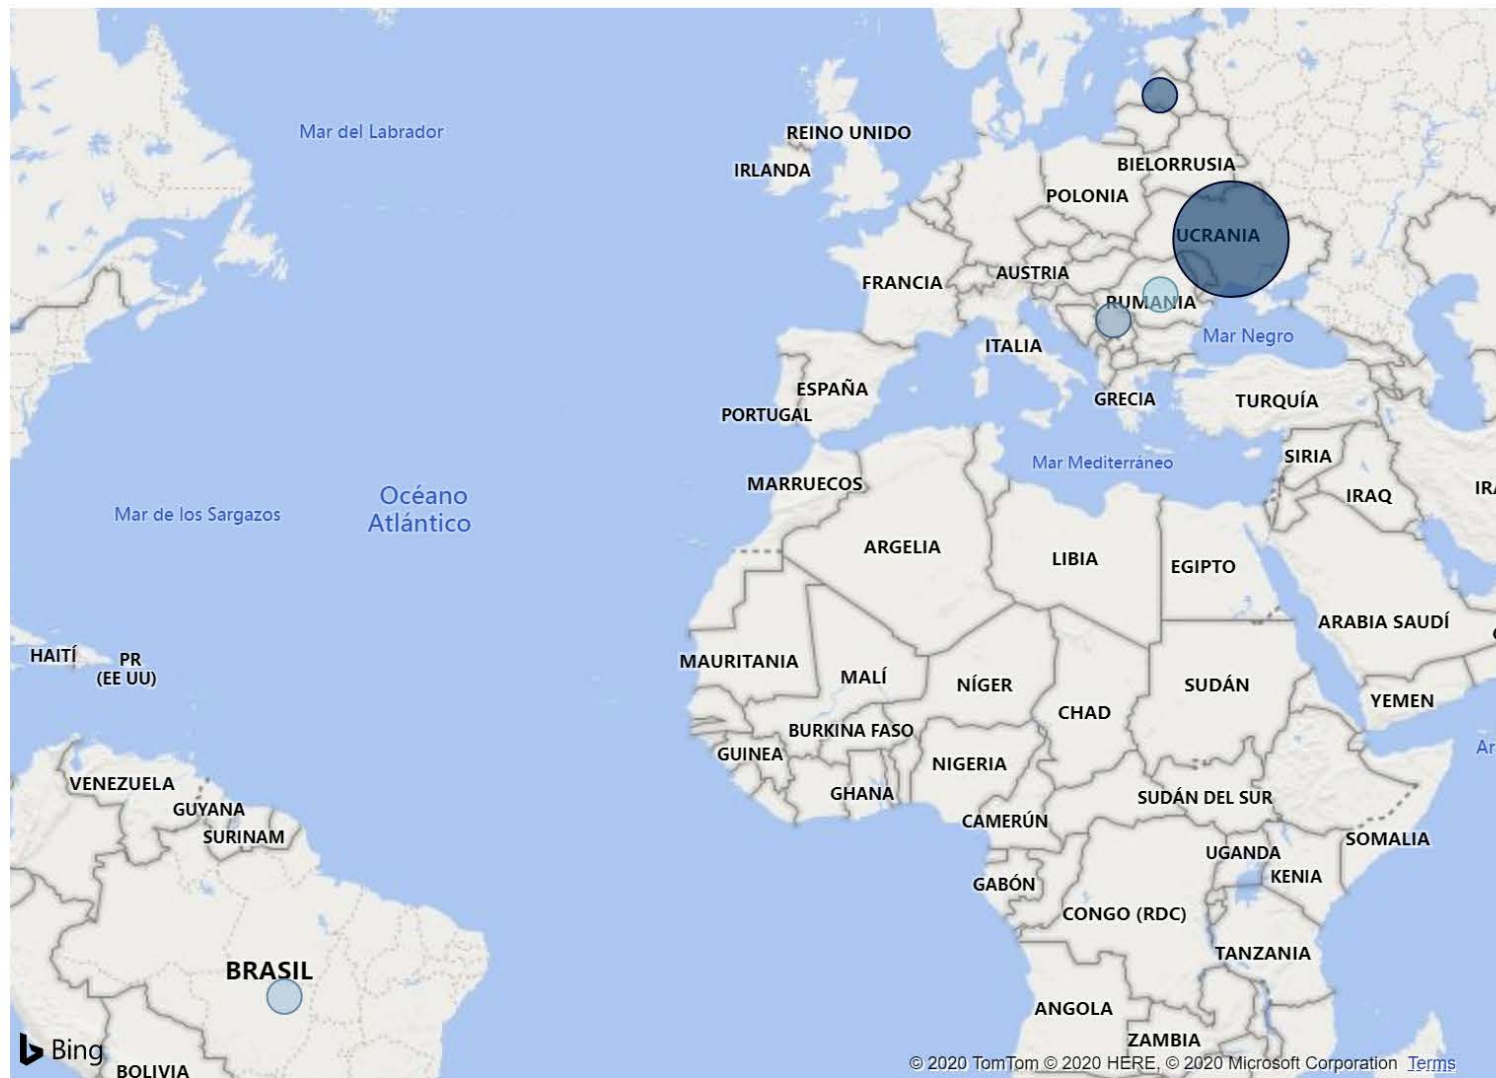 Mar del Labrador
REINO UNIDO
IRLANDA
BIELORRUSIA
POLONIA
UCRANIA
AUSTRIA
FRANCIA
RUMANIA
Mar Negro
ITALIA
ESPAÑA
GRECIA
TURQUÍA
PORTUGAL
SIRIA
Mar Mediterráneo
MARRUECOS
IRA
IRAQ
Océano
Atlántico
Mar de los Sargazos
ARGELIA
LIBIA
EGIPTO
ARABIA SAUDÍ
HAITÍ
PR
(EE UU)
MAURITANIA
MALÍ
NÍGER
SUDÁN
YEMEN
CHAD
BURKINA FASO
GUINEA
NIGERIA
Ar
VENEZUELA
GHANA
SUDÁN DEL SUR
GUYANA
CAMERÚN
SURINAM
SOMALIA
UGANDA
KENIA
GABÓN
CONGO (RDC)
TANZANIA
BRASIL
ANGOLA
ZAMBIA
Bing
BOLIVIA
© 2020 TomTom © 2020 HERE, © 2020 Microsoft Corporation Terms